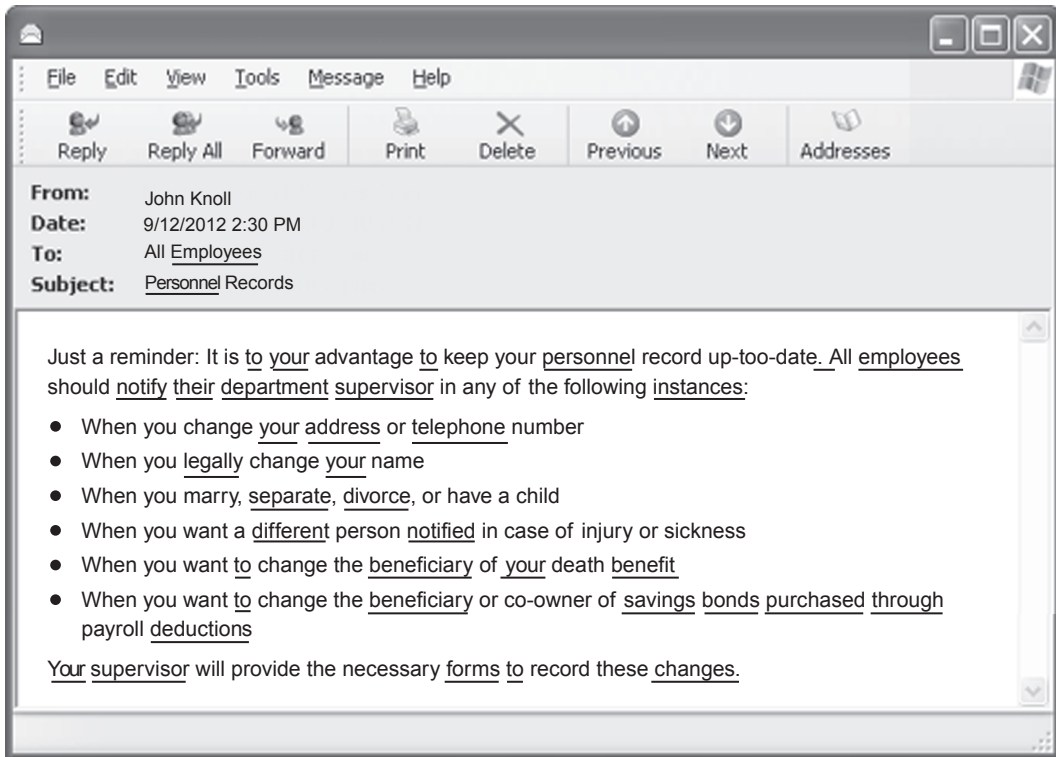 File Edit View Tools Message Help
Reply Reply All Forward Print Delete Previous Next Addresses
From: John Knoll
Date: 9/12/2012 2:30 PM
To: All Employees
Subject: Personnel Records
Just a reminder: It is to your advantage to keep your personnel record up-too-date. All employees
should notify their department supervisor in any of the following instances:
• When you change your address or telephone number
• When you legally change your name
• When you marry, separate, divorce, or have a child
• When you want a different person notified in case of injury or sickness
• When you want to change the beneficiary of your death benefit
• When you want to change the beneficiary or co-owner of savings bonds purchased through
payroll deductions
Your supervisor will provide the necessary forms to record these changes.